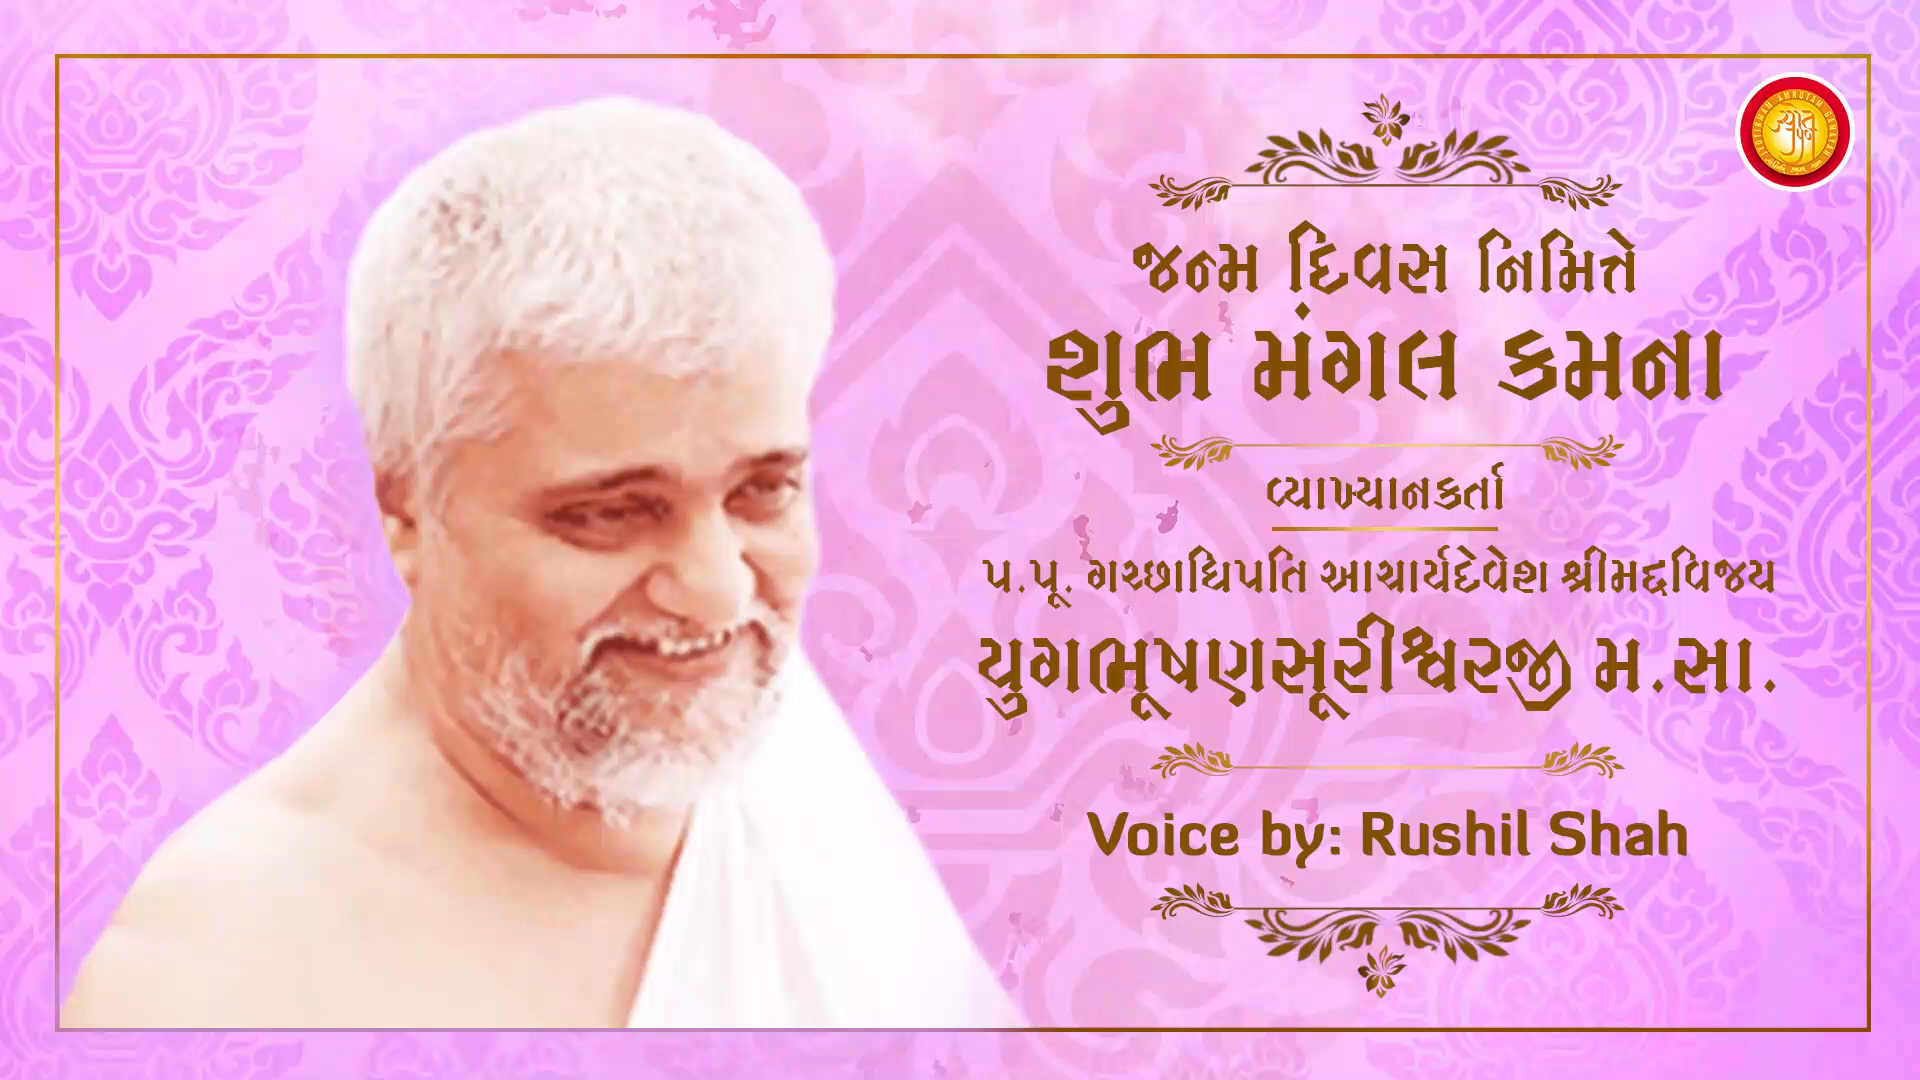 જન્મ દિવસ નિમિત્તે
શુભ મંગલ કમના
વ્યાખ્યાનકર્તા
પ.પૂ. ગચ્છાધિપતિ આચાર્યદેવેશ શ્રીમદ્વિજય
યુગભૂષણસૂરીશ્વરજી મ.સા.
Voice by: Rushil Shah